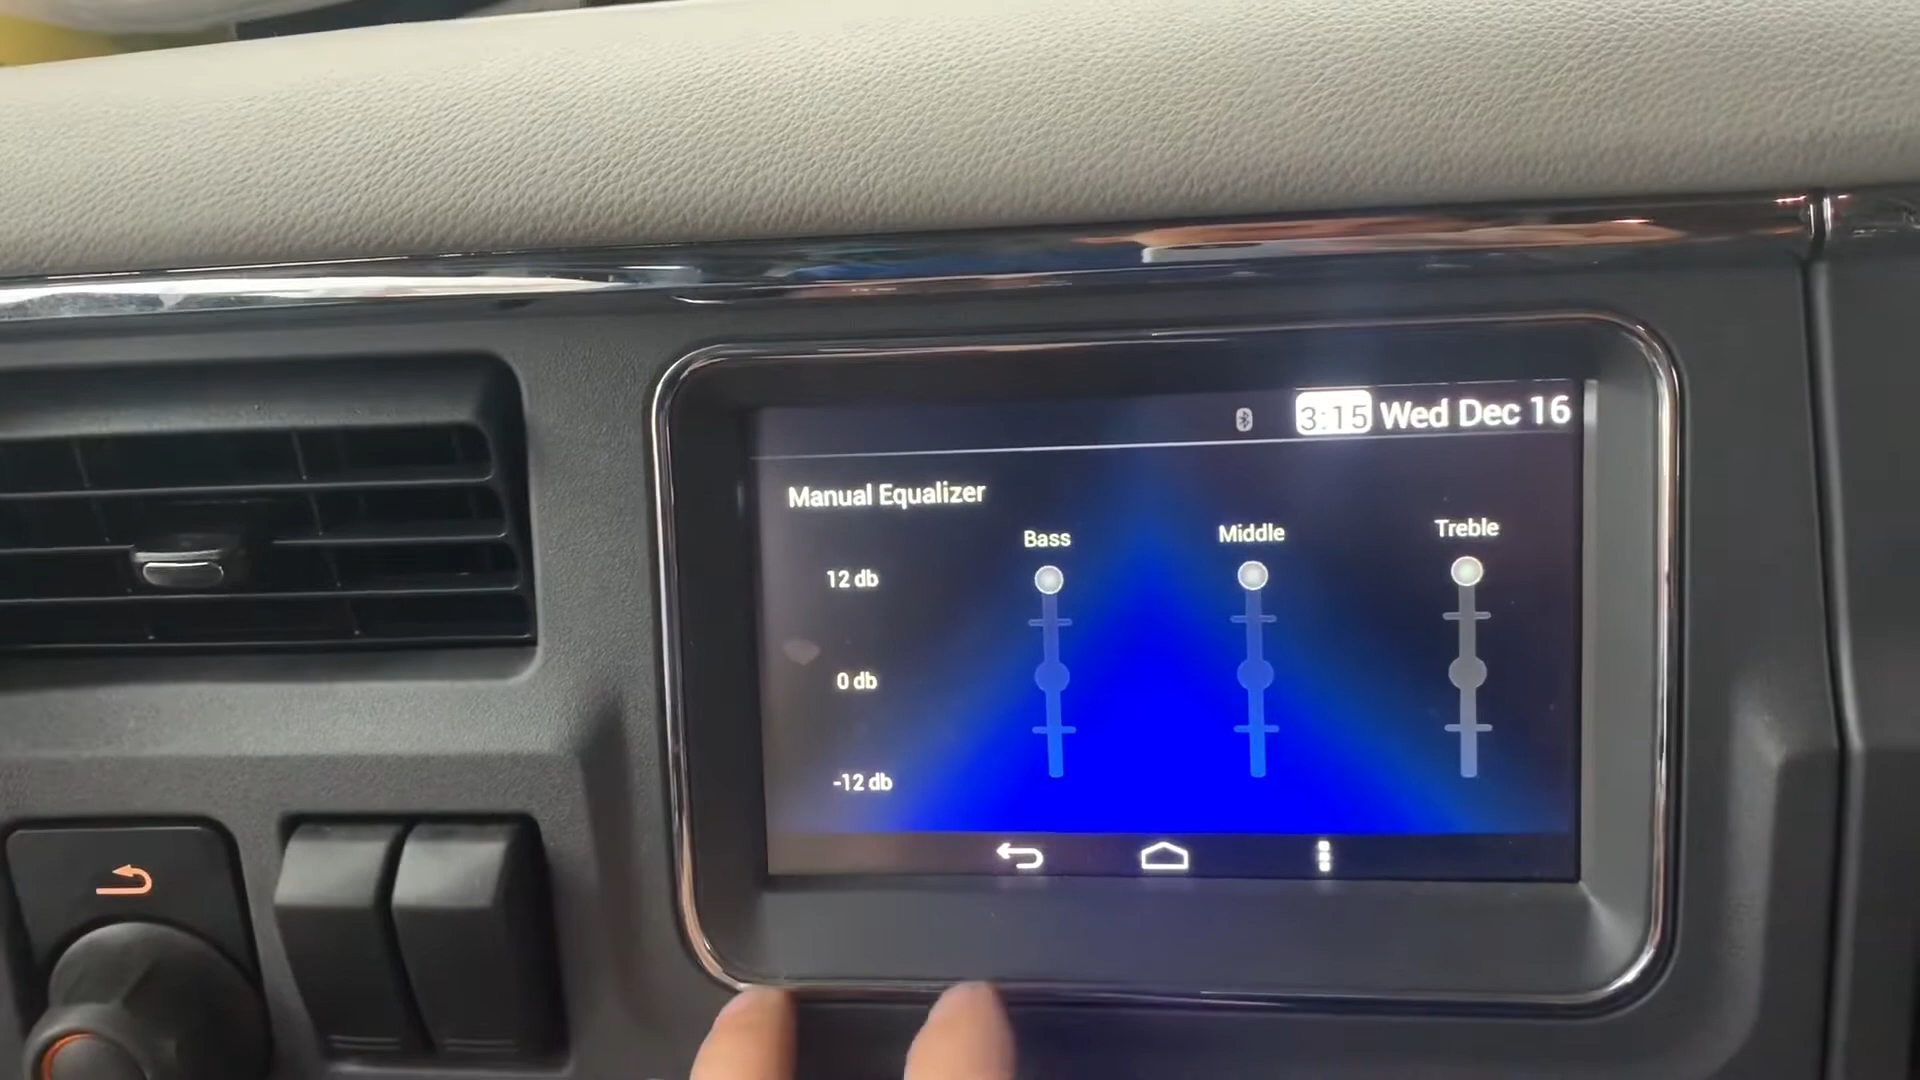 3:15 Wed Dec 16
Manual Equalizer
Bass
Middle
Treble
12 db
0 db
-12 db